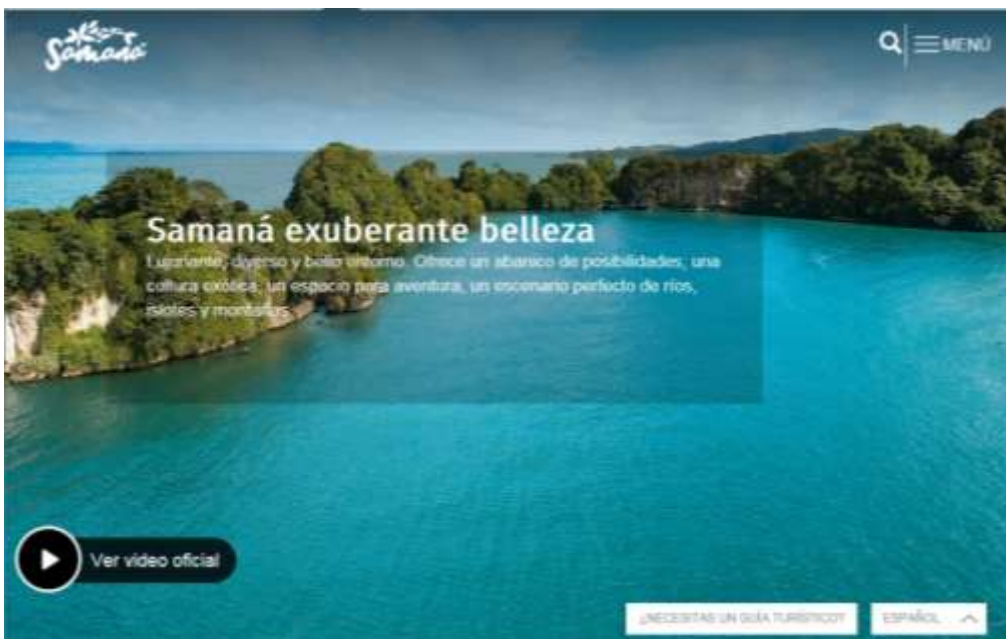 Samaná
MENÚ
Samaná exuberante belleza
Lujuriante, diverso y bello entorno. Ofrece un abanico de posibilidades; una
cultura exótica, un espacio para aventura, un escenario perfecto de ríos,
islotes y montañas.
Ver video oficial
¿NECESITAS UN GUÍA TURÍSTICO?
ESPAÑOL